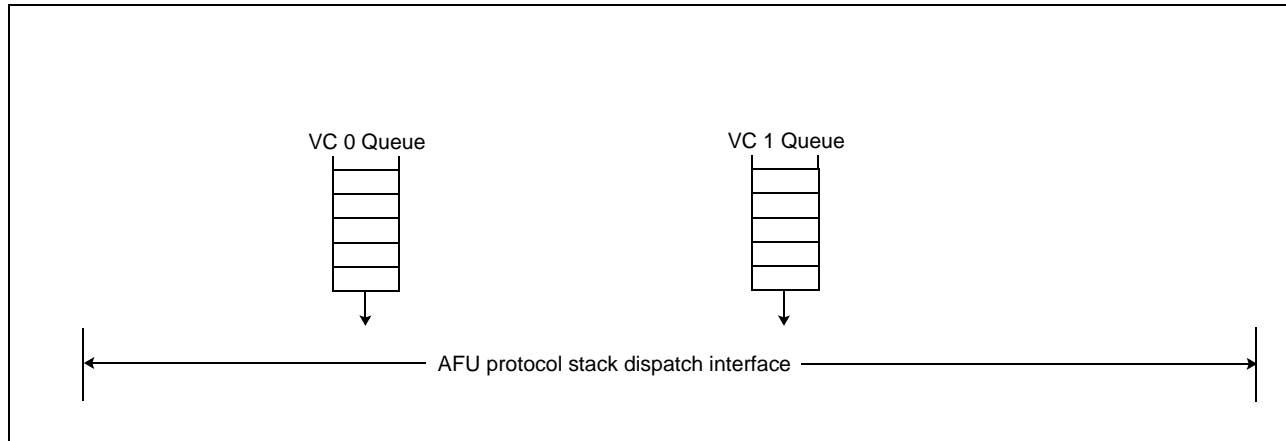 VC 0 Queue
VC 1 Queue
AFU protocol stack dispatch interface